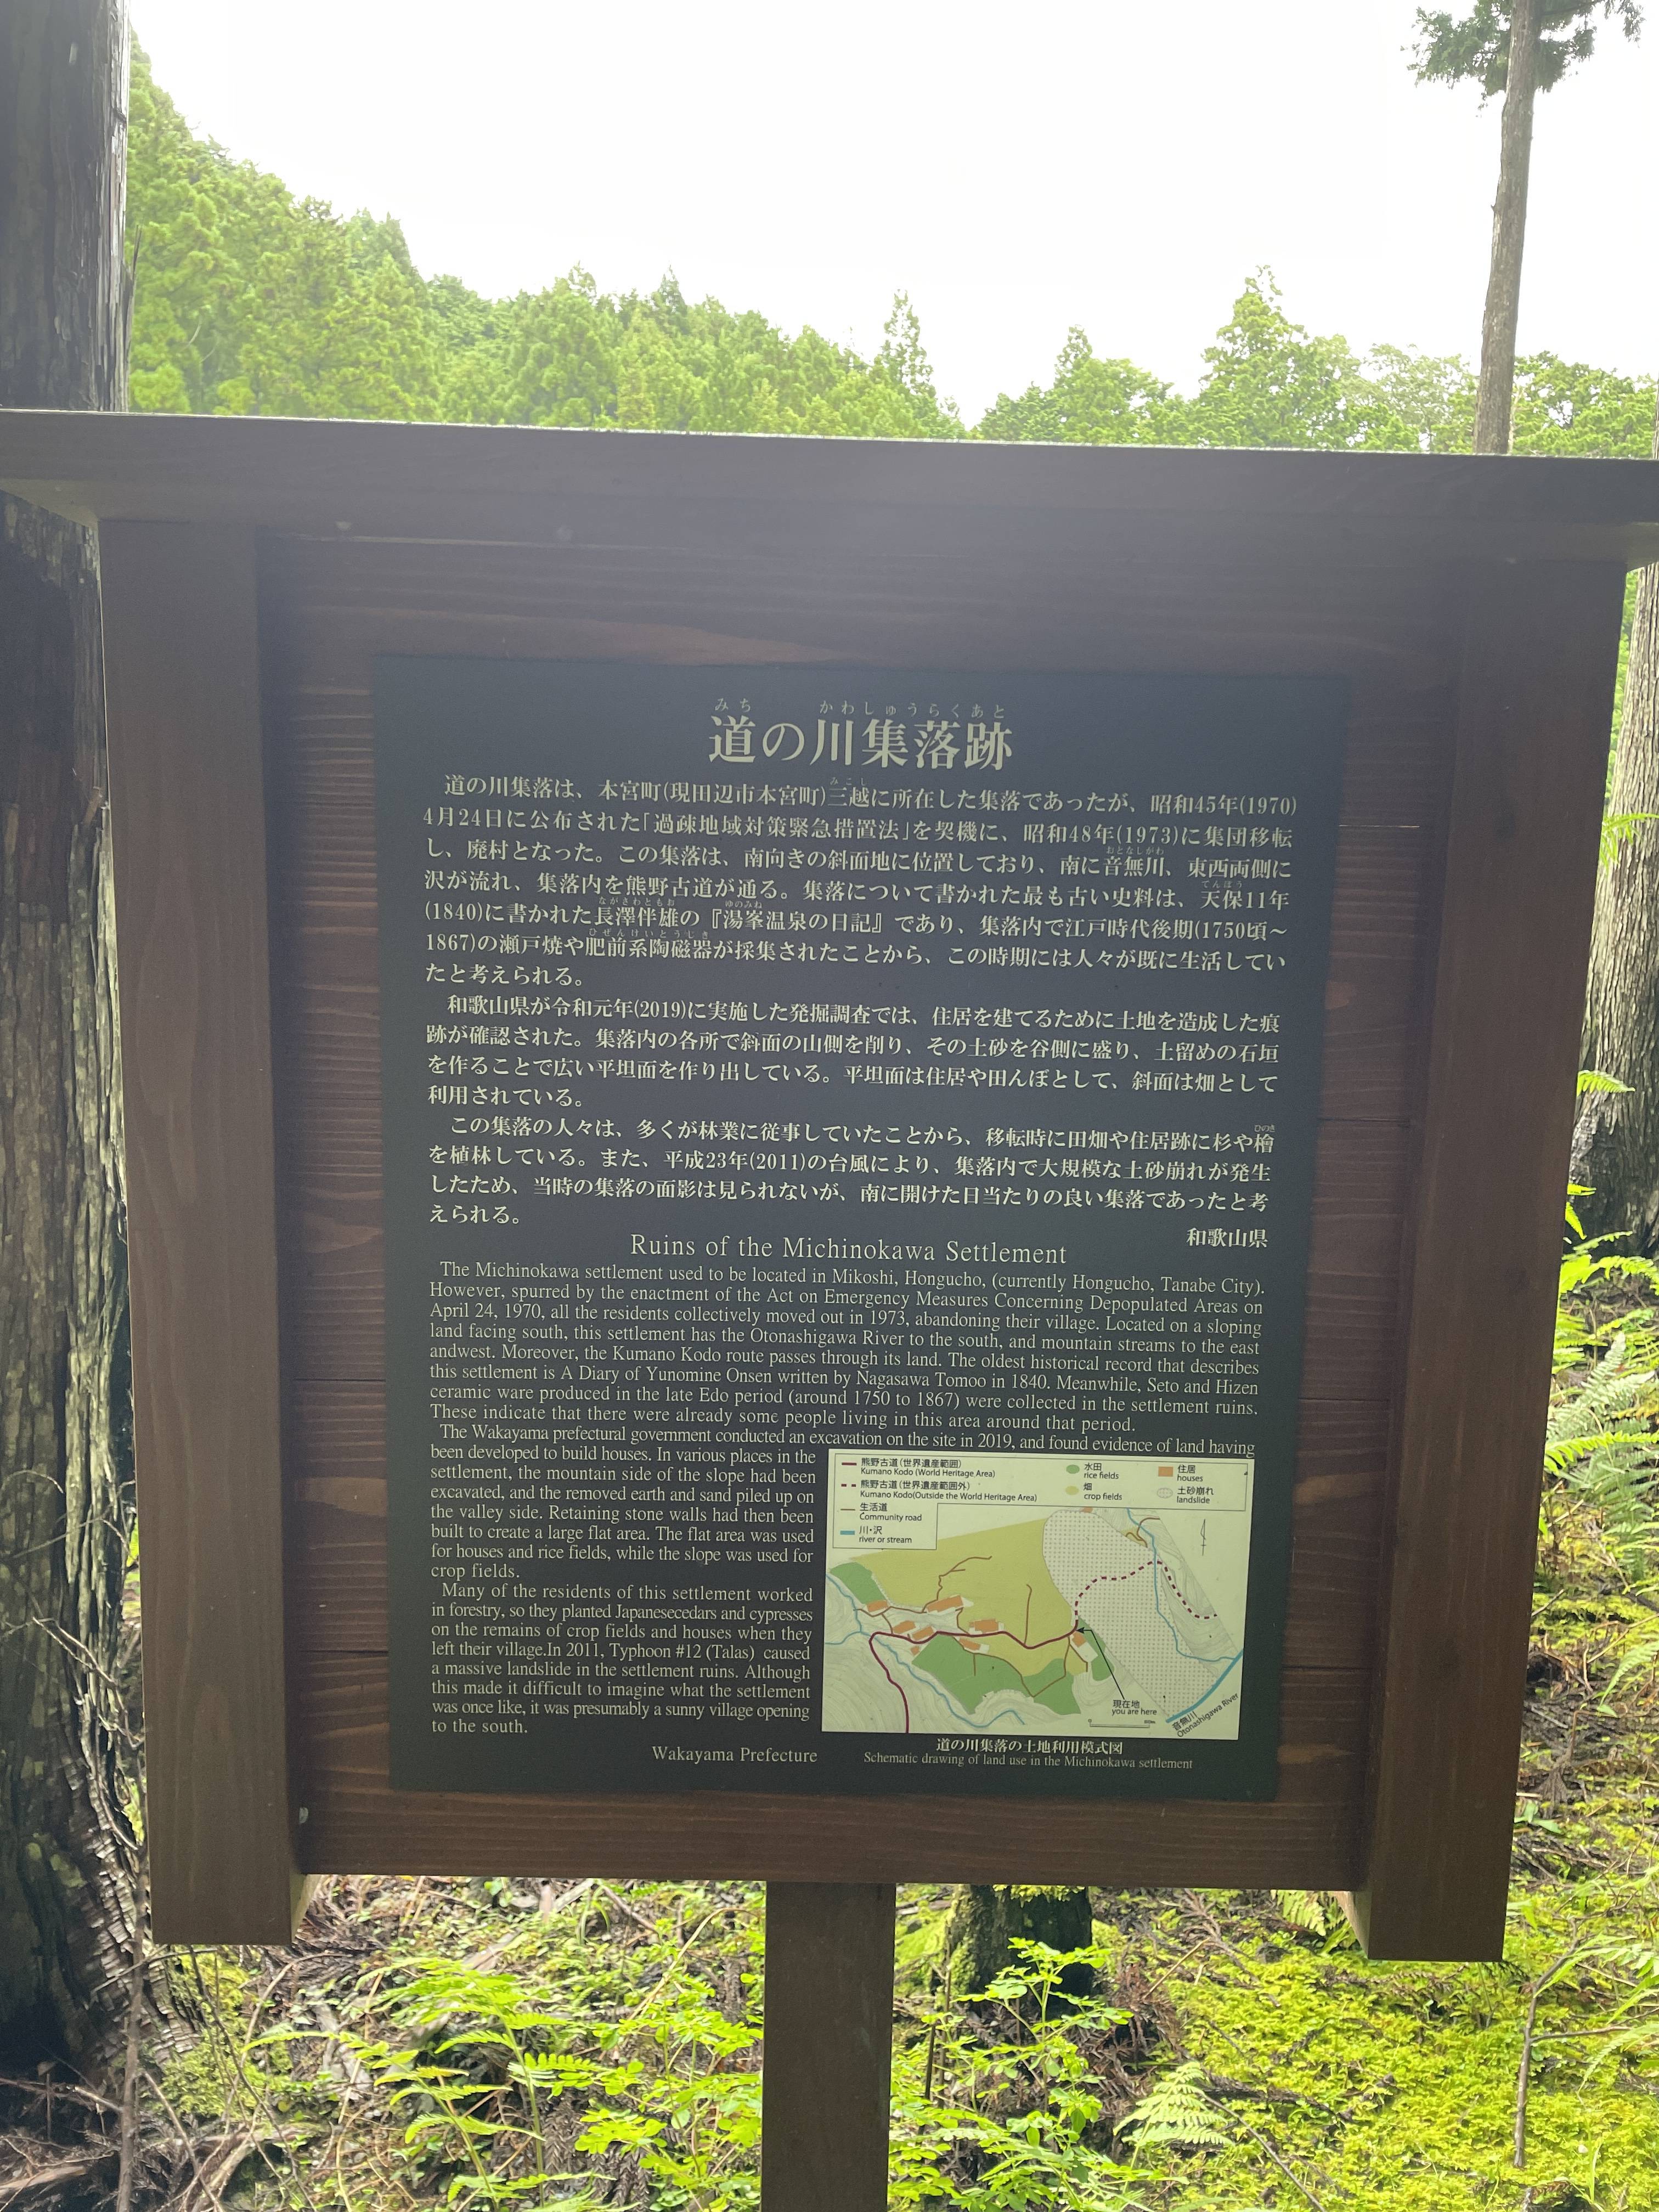 みち かわしゅうらくあと
道の川集落跡
みこし
道の川集落は、本宮町(現田辺市本宮町)三越に所在した集落であったが、昭和45年(1970)
4月24日に公布された「過疎地域対策緊急措置法」を契機に、昭和48年(1973)に集団移転
おとなしがわ
し、廃村となった。この集落は、南向きの斜面地に位置しており、南に音無川、東西両側に
てんぽう
沢が流れ、集落内を熊野古道が通る。集落について書かれた最も古い史料は、天保11年
ながさわともお ゆのみね
(1840)に書かれた長澤伴雄の『湯峯温泉の日記』であり、集落内で江戸時代後期(1750頃～
ひぜんけいとうじき
1867)の瀬戸焼や肥前系陶磁器が採集されたことから、この時期には人々が既に生活してい
たと考えられる。
和歌山県が令和元年(2019)に実施した発掘調査では、住居を建てるために土地を造成した痕
跡が確認された。集落内の各所で斜面の山側を削り、その土砂を谷側に盛り、土留めの石垣
を作ることで広い平坦面を作り出している。平坦面は住居や田んぼとして、斜面は畑として
利用されている。
ひのき
この集落の人々は、多くが林業に従事していたことから、移転時に田畑や住居跡に杉や檜
を植林している。また、平成23年(2011)の台風により、集落内で大規模な土砂崩れが発生
したため、当時の集落の面影は見られないが、南に開けた日当たりの良い集落であったと考
えられる。
和歌山県
Ruins of the Michinokawa Settlement
The Michinokawa settlement used to be located in Mikoshi, Hongucho, (currently Hongucho, Tanabe City).
However, spurred by the enactment of the Act on Emergency Measures Concerning Depopulated Areas on
April 24, 1970, all the residents collectively moved out in 1973, abandoning their village. Located on a sloping
land facing south, this settlement has the Otonashigawa River to the south, and mountain streams to the east
andwest. Moreover, the Kumano Kodo route passes through its land. The oldest historical record that describes
this settlement is A Diary of Yunomine Onsen written by Nagasawa Tomoo in 1840. Meanwhile, Seto and Hizen
ceramic ware produced in the late Edo period (around 1750 to 1867) were collected in the settlement ruins.
These indicate that there were already some people living in this area around that period.
The Wakayama prefectural government conducted an excavation on the site in 2019, and found evidence of land having
been developed to build houses. In various places in the
settlement, the mountain side of the slope had been
excavated, and the removed earth and sand piled up on
the valley side. Retaining stone walls had then been
built to create a large flat area. The flat area was used
for houses and rice fields, while the slope was used for
crop fields.
Many of the residents of this settlement worked
in forestry, so they planted Japanesecedars and cypresses
on the remains of crop fields and houses when they
left their village.In 2011, Typhoon #12 (Talas) caused
a massive landslide in the settlement ruins. Although
this made it difficult to imagine what the settlement
was once like, it was presumably a sunny village opening
to the south.
Wakayama Prefecture
熊野古道(世界遺産範囲)
Kumano Kodo (World Heritage Area)
熊野古道(世界遺産範囲外)
Kumano Kodo(Outside the World Heritage Area)
生活道
Community road
川・沢
river or stream
水田
rice fields
畑
crop fields
住居
houses
土砂崩れ
landslide
現在地
you are here
音無川
Otonashigawa River
道の川集落の土地利用模式図
Schematic drawing of land use in the Michinokawa settlement